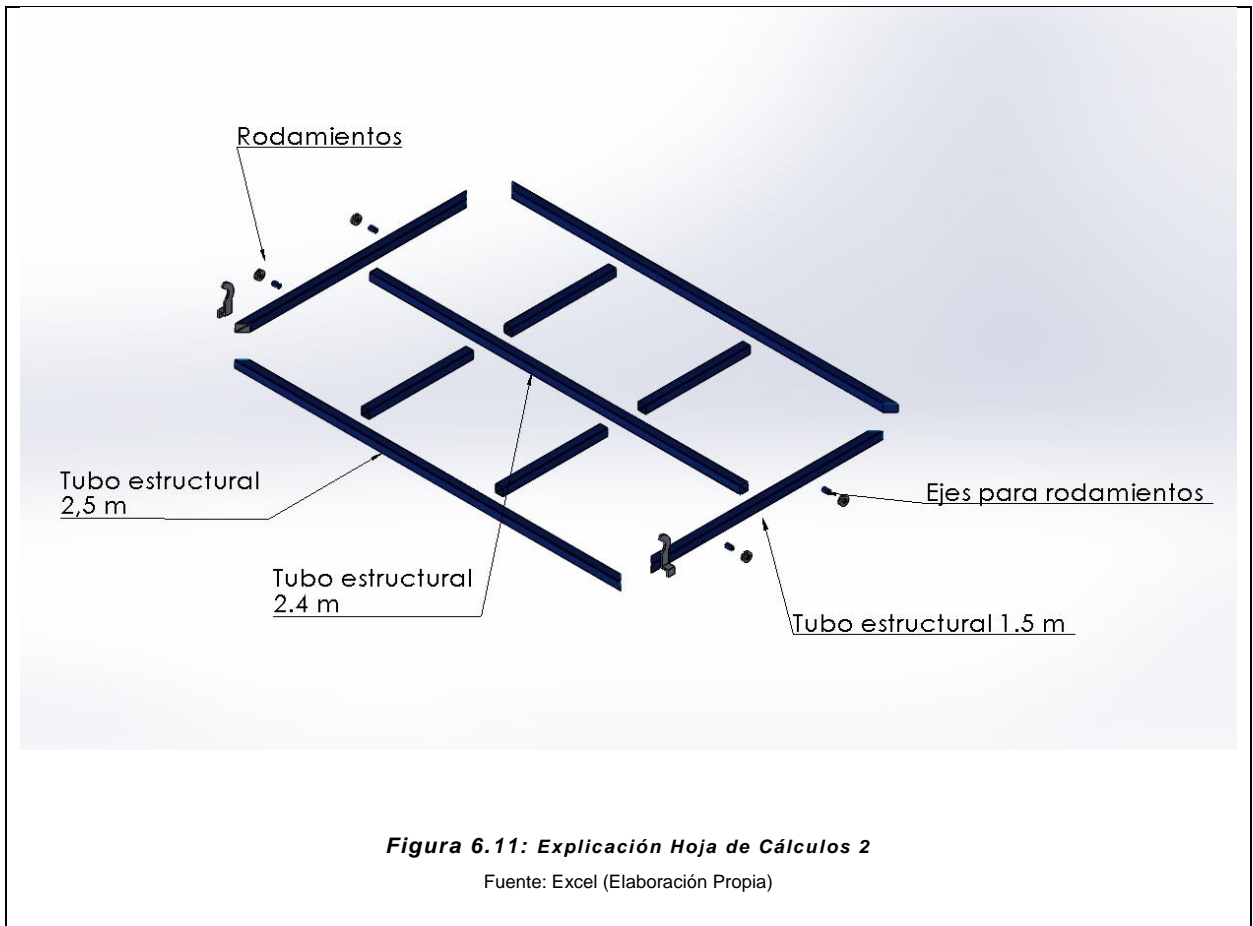 Rodamientos
Tubo estructural
2,5 m
Ejes para rodamientos
Tubo estructural
2.4 m
Tubo estructural 1.5 m
Figura 6.11: Explicación Hoja de Cálculos 2
Fuente: Excel (Elaboración Propia)